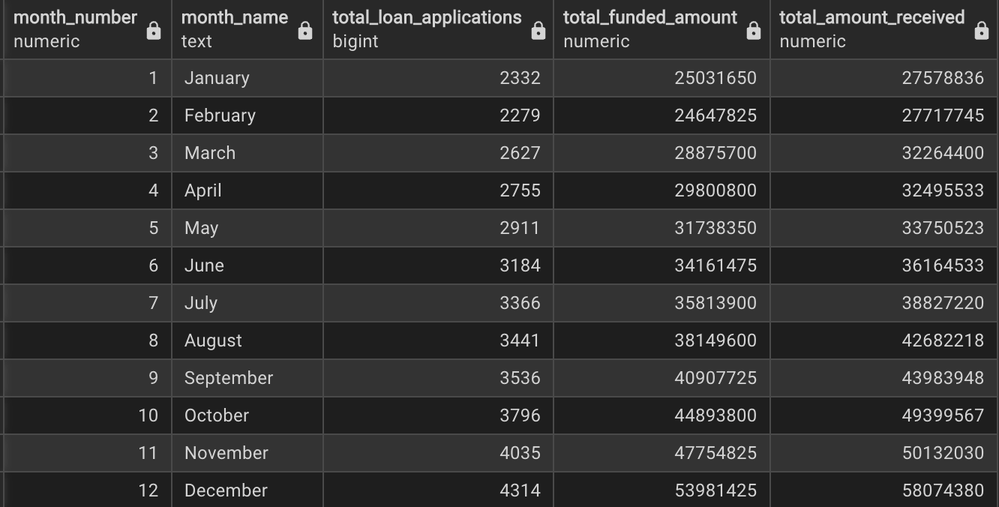 month_number month_name total_loan_applications total_funded_amount total_amount_received
numeric text bigint numeric numeric
1 January 2332 25031650 27578836
2 February 2279 24647825 27717745
3 March 2627 28875700 32264400
4 April 2755 29800800 32495533
5 May 2911 31738350 33750523
6 June 3184 34161475 36164533
7 July 3366 35813900 38827220
8 August 3441 38149600 42682218
9 September 3536 40907725 43983948
10 October 3796 44893800 49399567
11 November 4035 47754825 50132030
12 December 4314 53981425 58074380